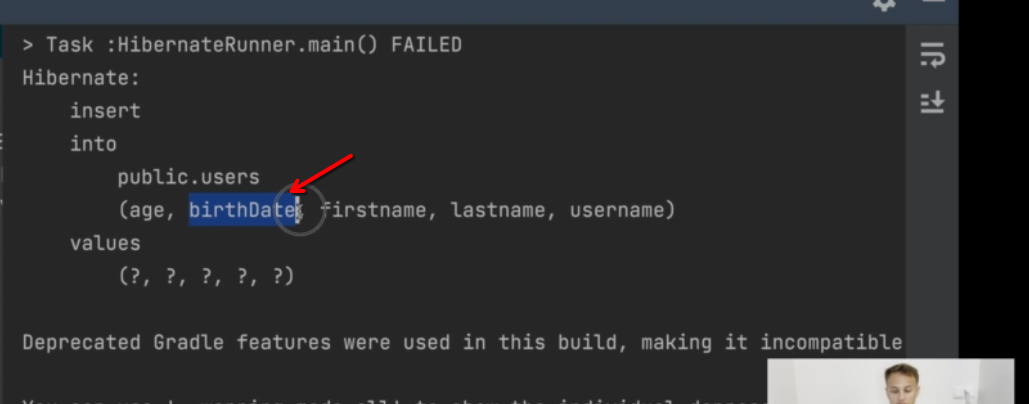 > Task :HibernateRunner.main() FAILED
Hibernate:
insert
into
public.users
(age, birthDate, firstname, lastname, username)
values
(?, ?, ?, ?, ?)
Deprecated Gradle features were used in this build, making it incompatible